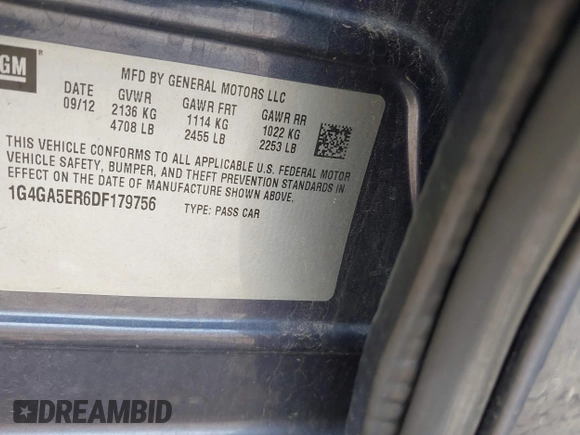 GM ®
MFD BY GENERAL MOTORS LLC
DATE GVWR GAWR FRT GAWR RR
09/12 2136 KG 1114 KG 1022 KG
4708 LB 2455 LB 2253 LB
THIS VEHICLE CONFORMS TO ALL APPLICABLE U.S. FEDERAL MOTOR
VEHICLE SAFETY, BUMPER, AND THEFT PREVENTION STANDARDS IN
EFFECT ON THE DATE OF MANUFACTURE SHOWN ABOVE.
1G4GA5ER6DF179756 TYPE: PASS CAR
DREAMBID